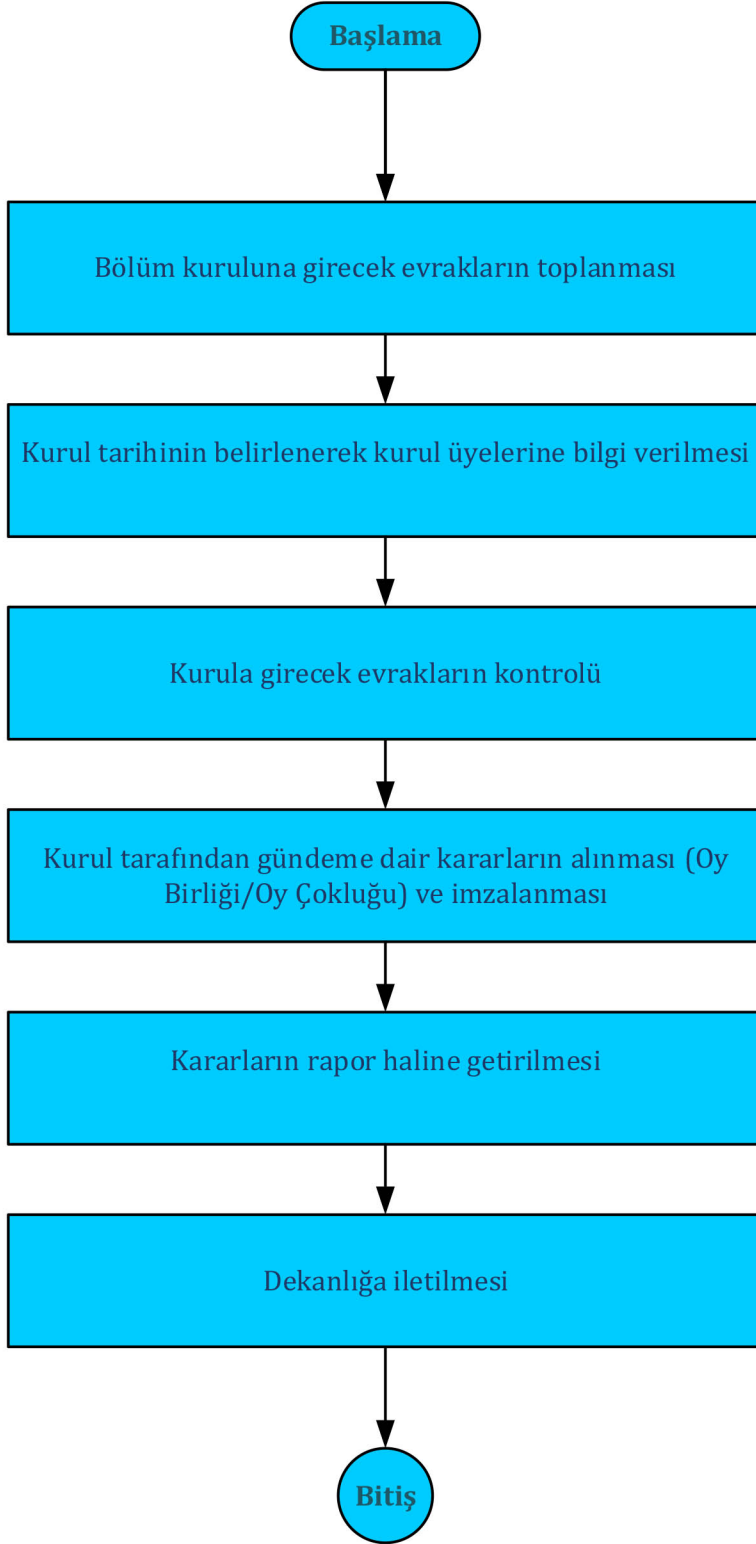 Başlama
Bölüm kuruluna girecek evrakların toplanması
Kurul tarihinin belirlenerek kurul üyelerine bilgi verilmesi
Kurula girecek evrakların kontrolü
Kurul tarafından gündeme dair kararların alınması (Oy
Birliği/Oy Çokluğu) ve imzalanması
Kararların rapor haline getirilmesi
Dekanlığa iletilmesi
Bitiş